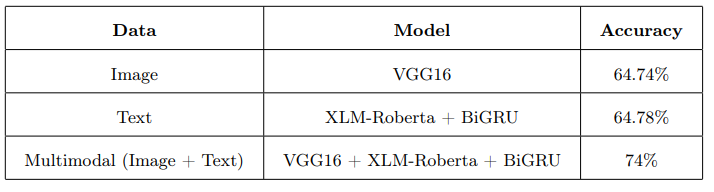 Data Model Accuracy
Image VGG16 64.74%
Text XLM-Roberta + BiGRU 64.78%
Multimodal (Image + Text) VGG16 + XLM-Roberta + BiGRU 74%